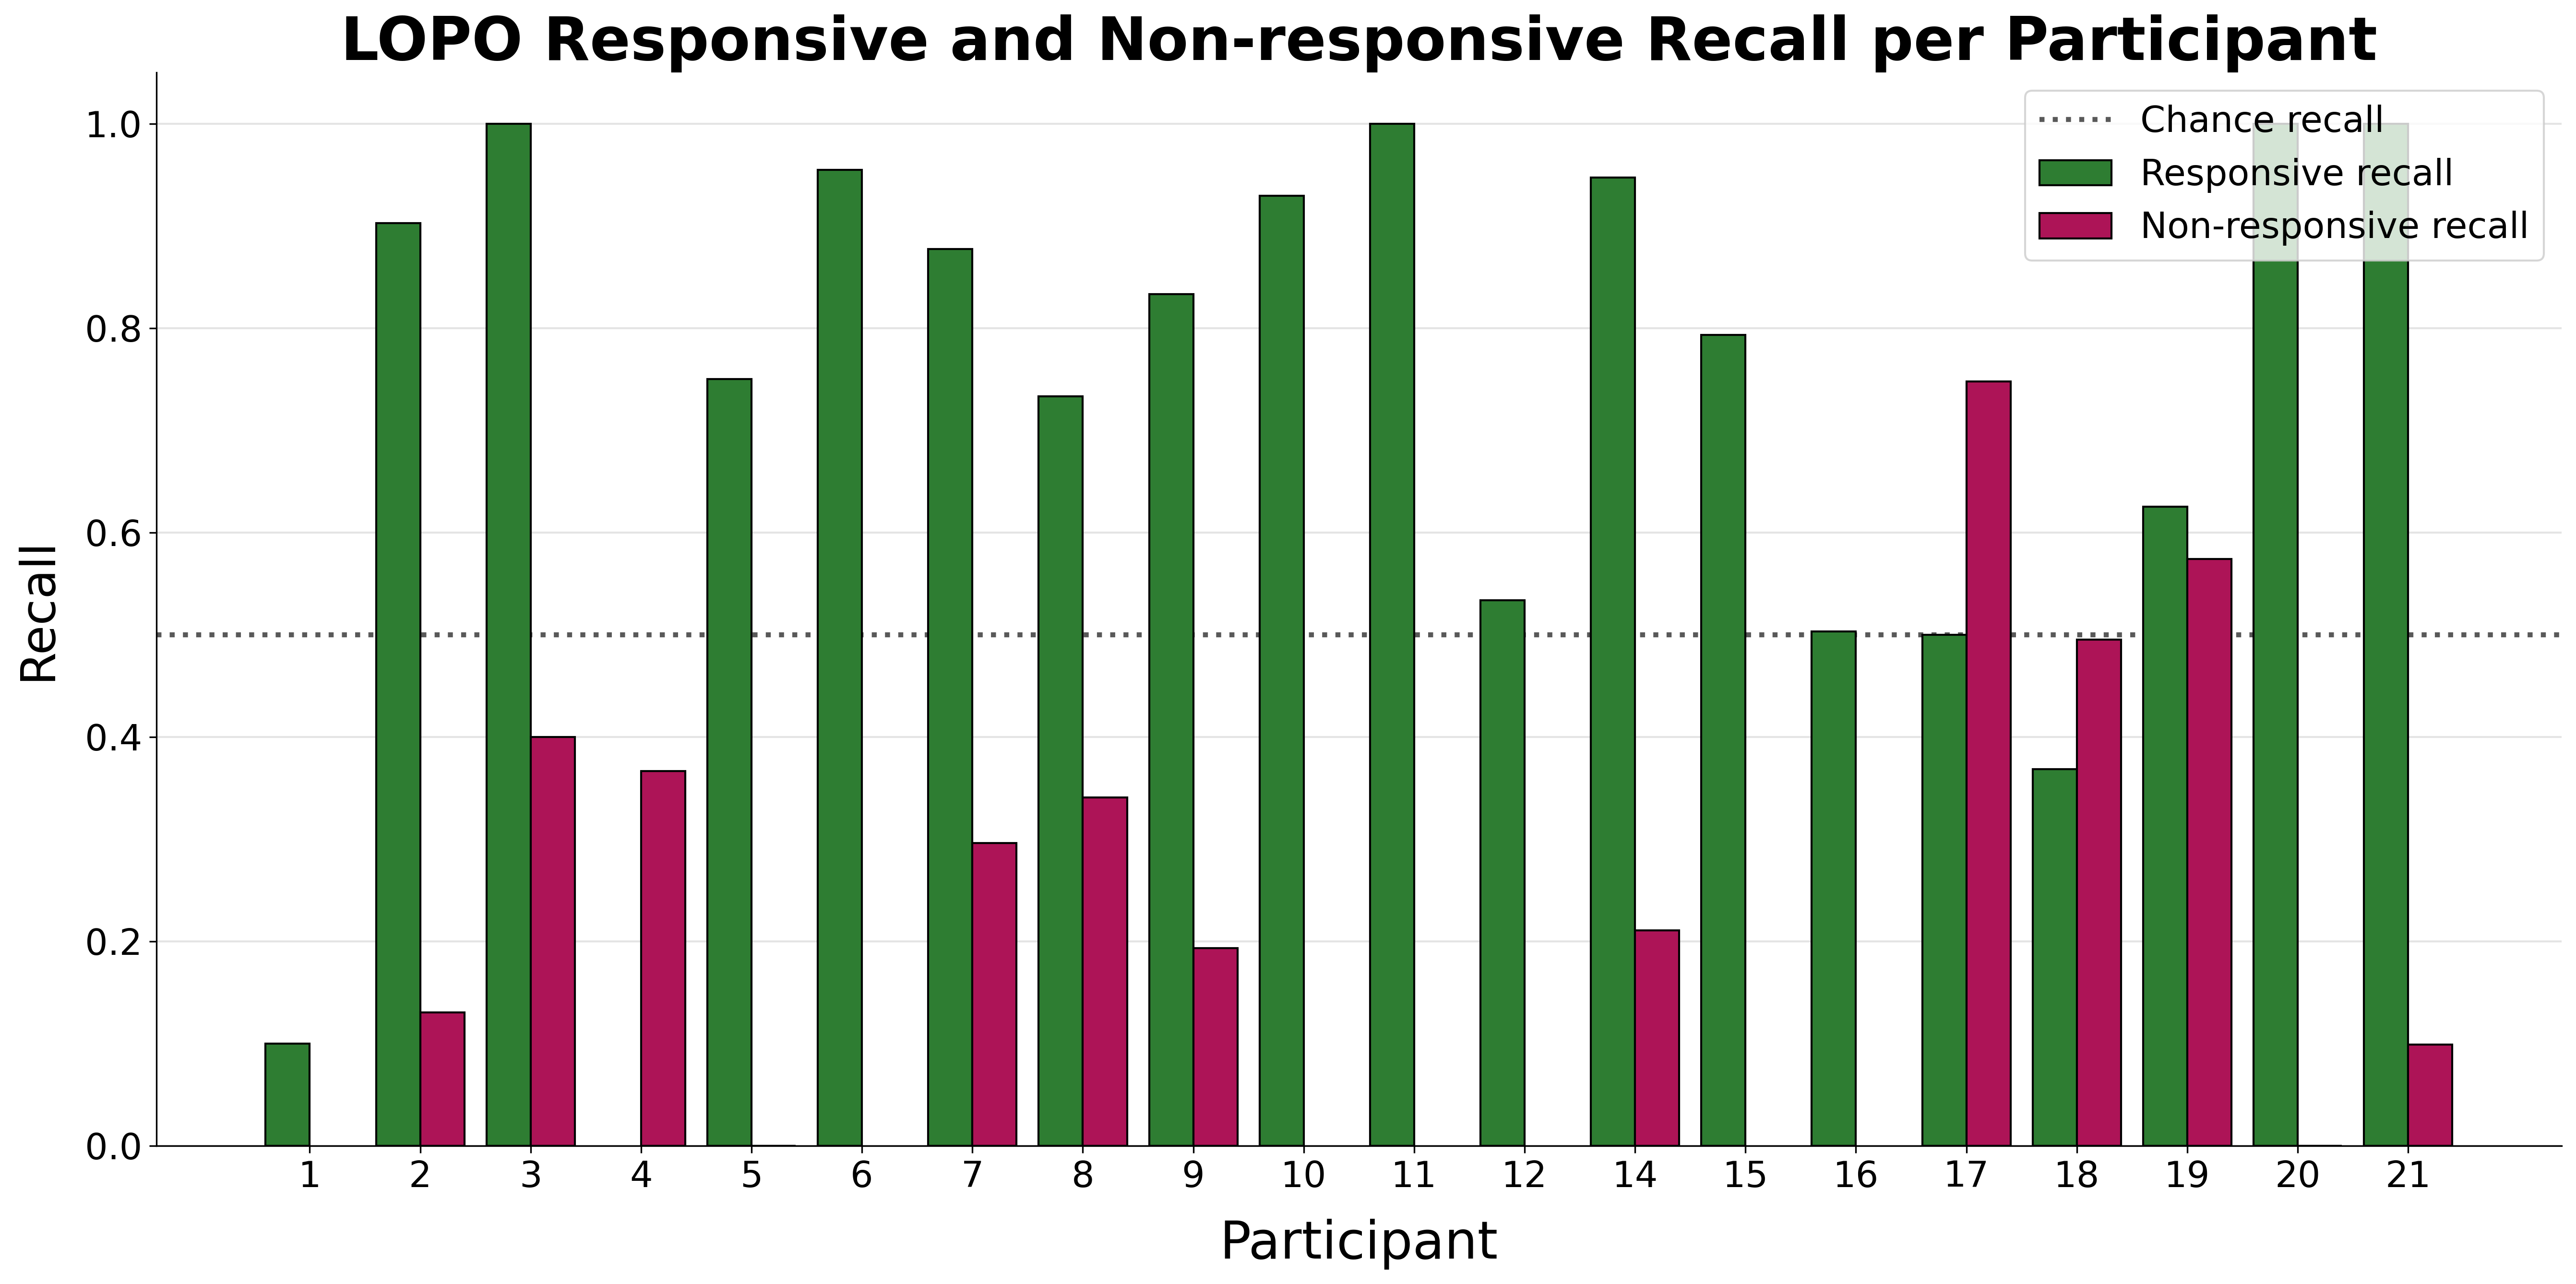 LOPO Responsive and Non-responsive Recall per Participant
Chance recall
Responsive recall
Non-responsive recall
1.0
0.8
0.6
0.4
0.2
0.0
Recall
1 2 3 4 5 6 7 8 9 10 11 12 14 15 16 17 18 19 20 21
Participant